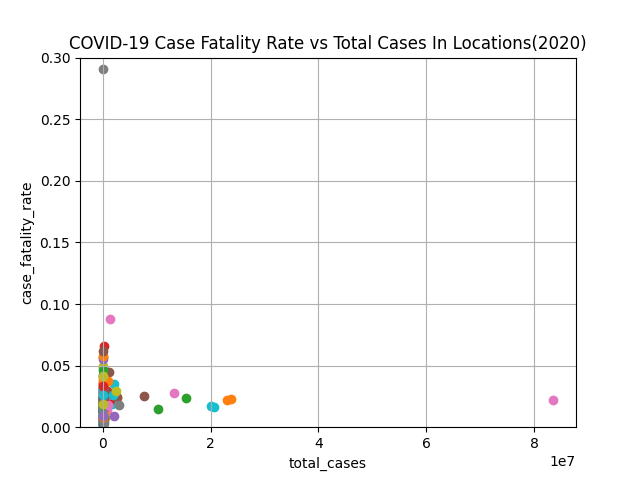 COVID-19 Case Fatality Rate vs Total Cases In Locations(2020)
0.30
0.25
0.20
0.15
0.10
0.05
0.00
case_fatality_rate
0 2 4 6 8
1e7
total_cases